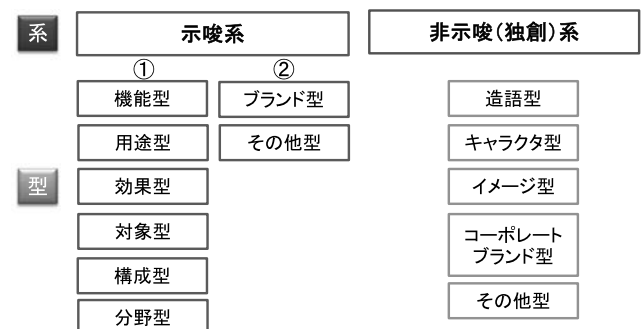 系
示唆系
非示唆(独創)系
①
②
機能型
ブランド型
造語型
用途型
その他型
キャラクタ型
型
効果型
イメージ型
対象型
コーポレート
ブランド型
構成型
その他型
分野型